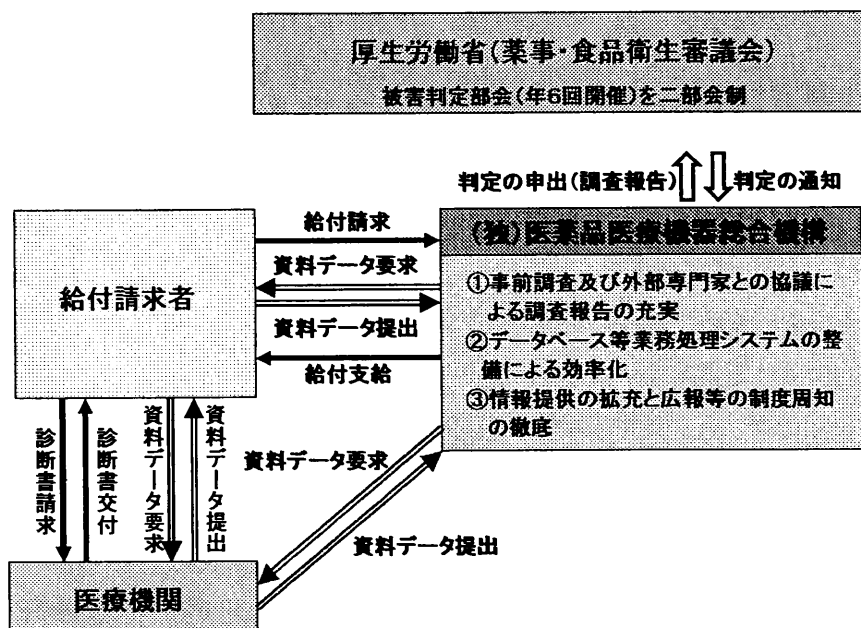 厚生労働省(薬事・食品衛生審議会)
被害判定部会(年6回開催)を二部会制
判定の申出(調査報告)
判定の通知
給付請求
(独)医薬品医療機器総合機構
資料データ要求
給付請求者
資料データ提出
給付支給
①事前調査及び外部専門家との協議に
よる調査報告の充実
②データベース等業務処理システムの整
備による効率化
③情報提供の拡充と広報等の制度周知
の徹底
診断書請求
診断書交付
資料データ要求
資料データ提出
資料データ要求
資料データ提出
医療機関